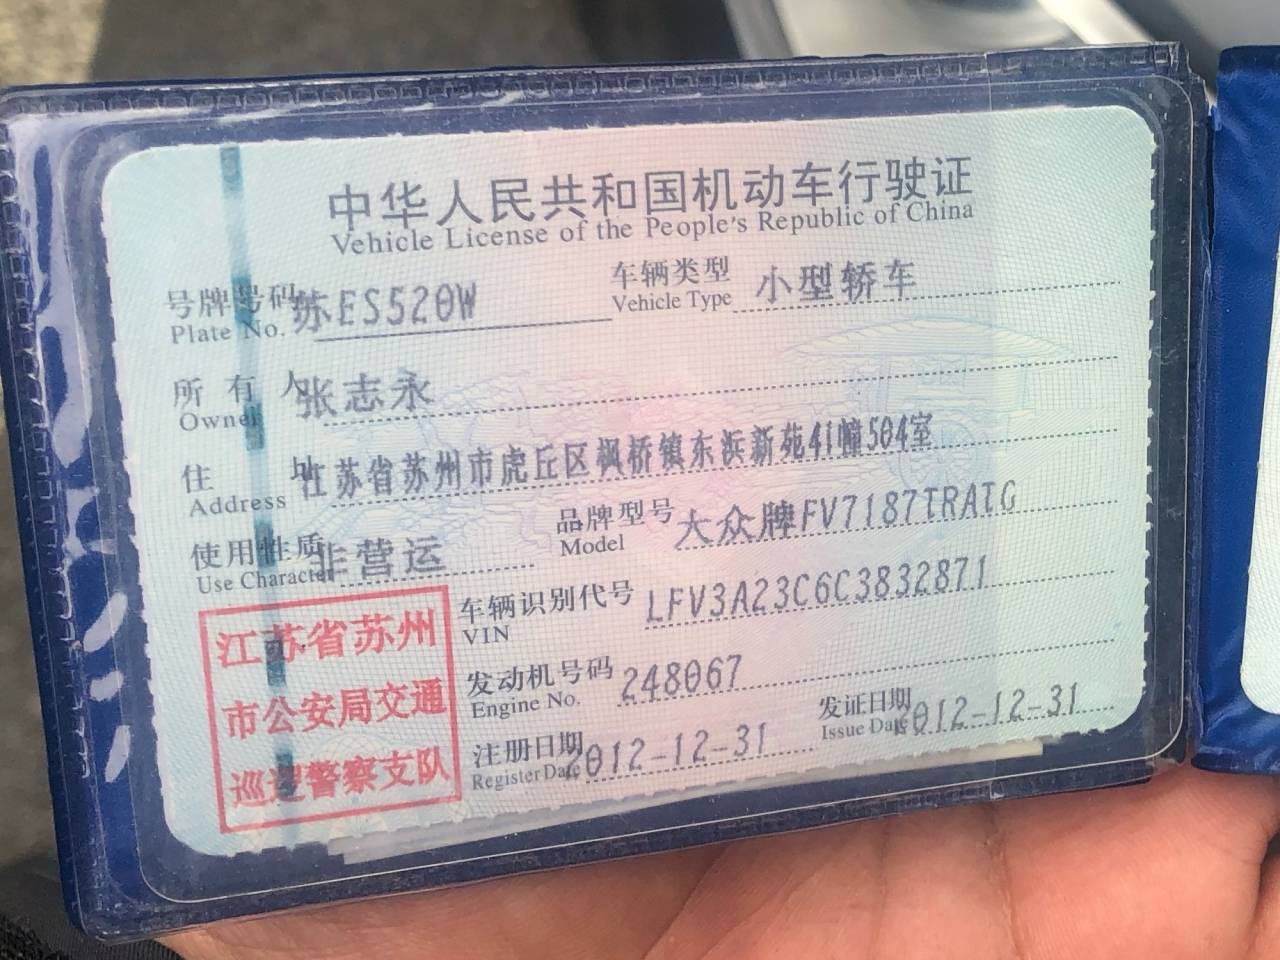 中华人民共和国机动车行驶证
Vehicle License of the People's Republic of China
号牌号码 苏ES520W 车辆类型 小型轿车
Plate No. Vehicle Type
所有人 张志永
Owner
住址 江苏省苏州市虎丘区枫桥镇东浜新苑41幢504室
Address
使用性质 非营运 品牌型号 大众牌FV7187TRATG
Use Character Model
车辆识别代号 LFV3A23C6C3832871
VIN
发动机号码 248067
Engine No.
注册日期 2012-12-31 发证日期 2012-12-31
Register Date Issue Date
江苏省苏州
市公安局交通
巡逻警察支队